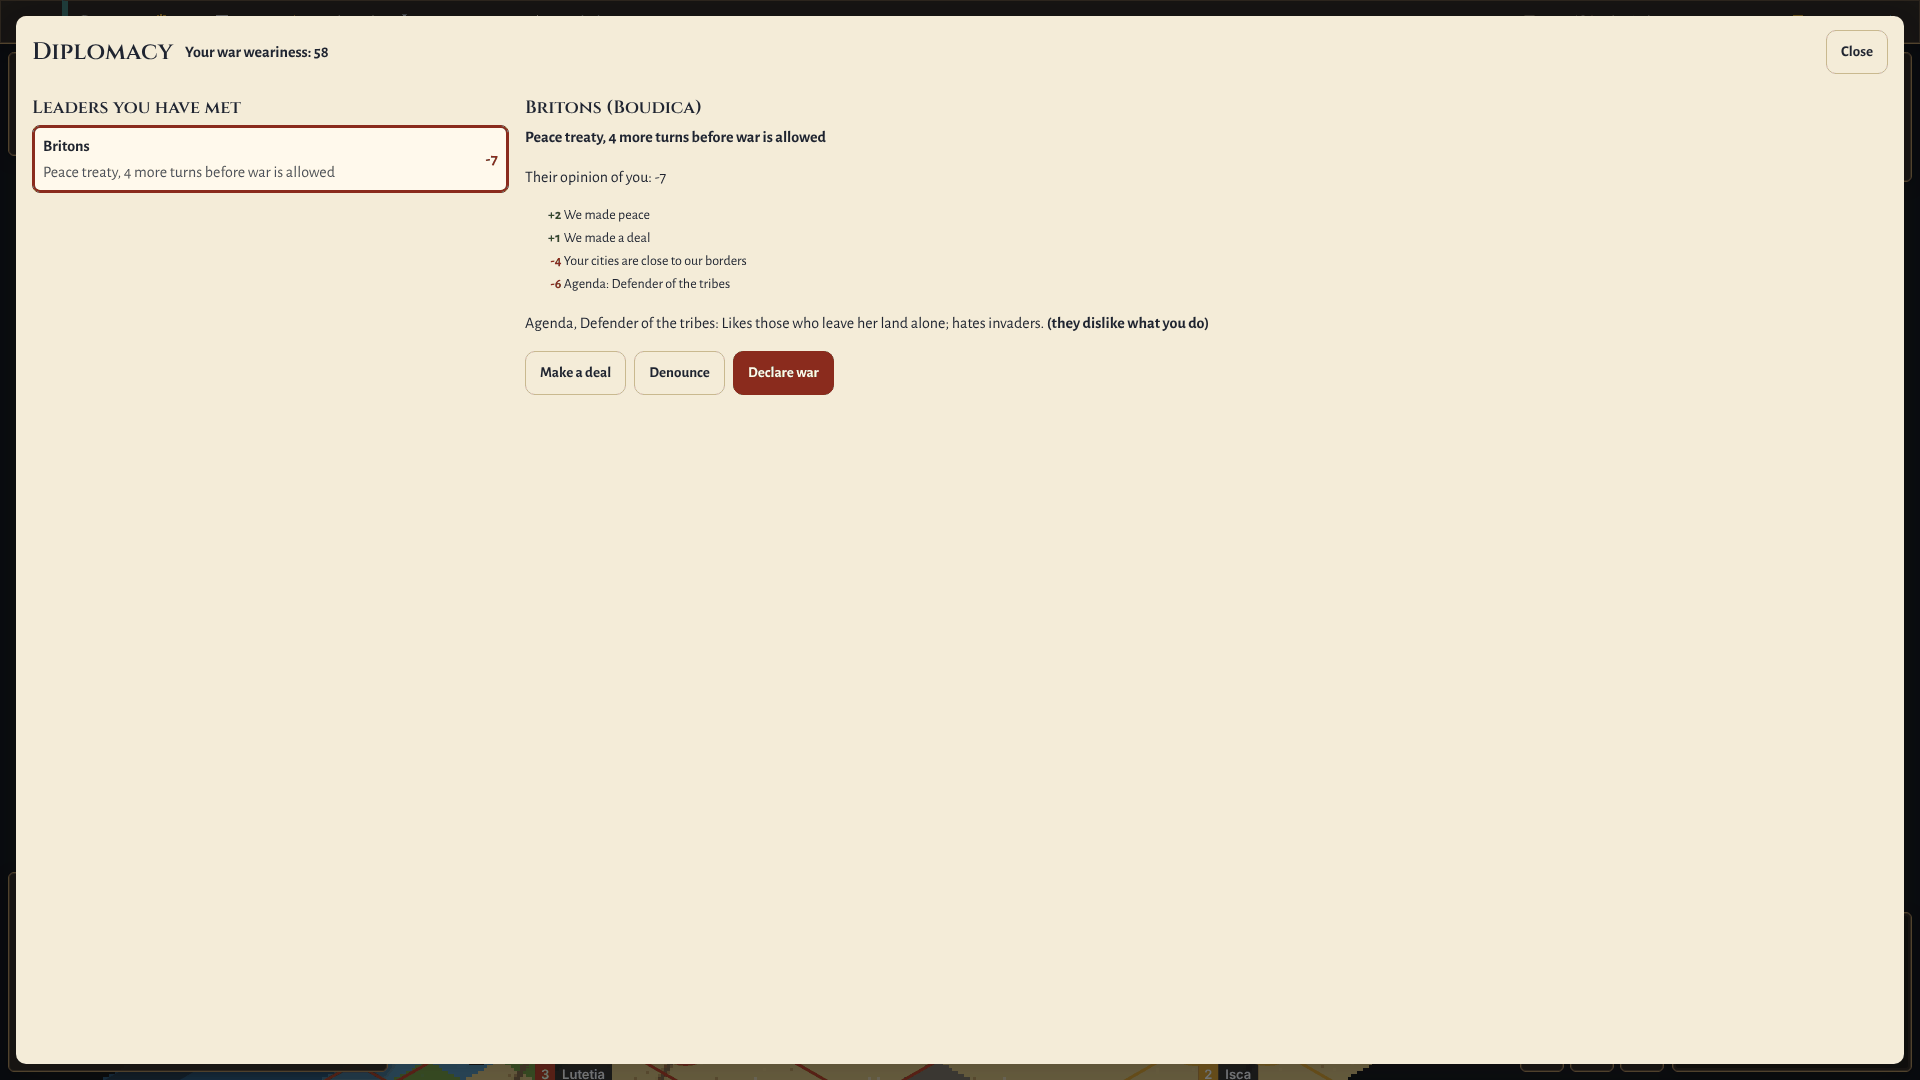 Diplomacy Your war weariness: 58
Close
Leaders you have met
Britons
Peace treaty, 4 more turns before war is allowed
-7
Britons (Boudica)
Peace treaty, 4 more turns before war is allowed
Their opinion of you: -7
+2 We made peace
+1 We made a deal
-4 Your cities are close to our borders
-6 Agenda: Defender of the tribes
Agenda, Defender of the tribes: Likes those who leave her land alone; hates invaders. (they dislike what you do)
Make a deal
Denounce
Declare war
3 Lutetia
2 Isca